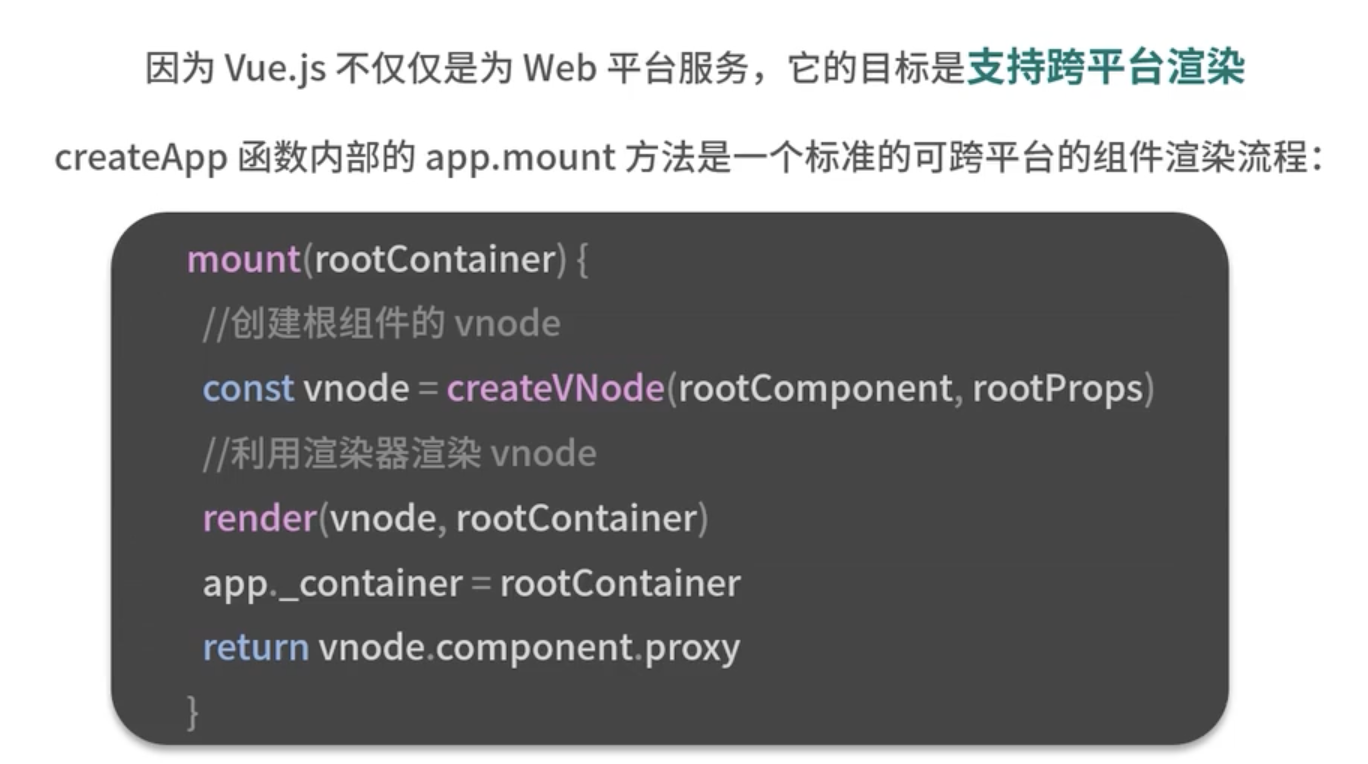 因为 Vue.js 不仅仅是为 Web 平台服务，它的目标是支持跨平台渲染
createApp 函数内部的 app.mount 方法是一个标准的可跨平台的组件渲染流程：
mount(rootContainer) {
//创建根组件的 vnode
const vnode = createVNode(rootComponent, rootProps)
//利用渲染器渲染 vnode
render(vnode, rootContainer)
app._container = rootContainer
return vnode.component.proxy
}